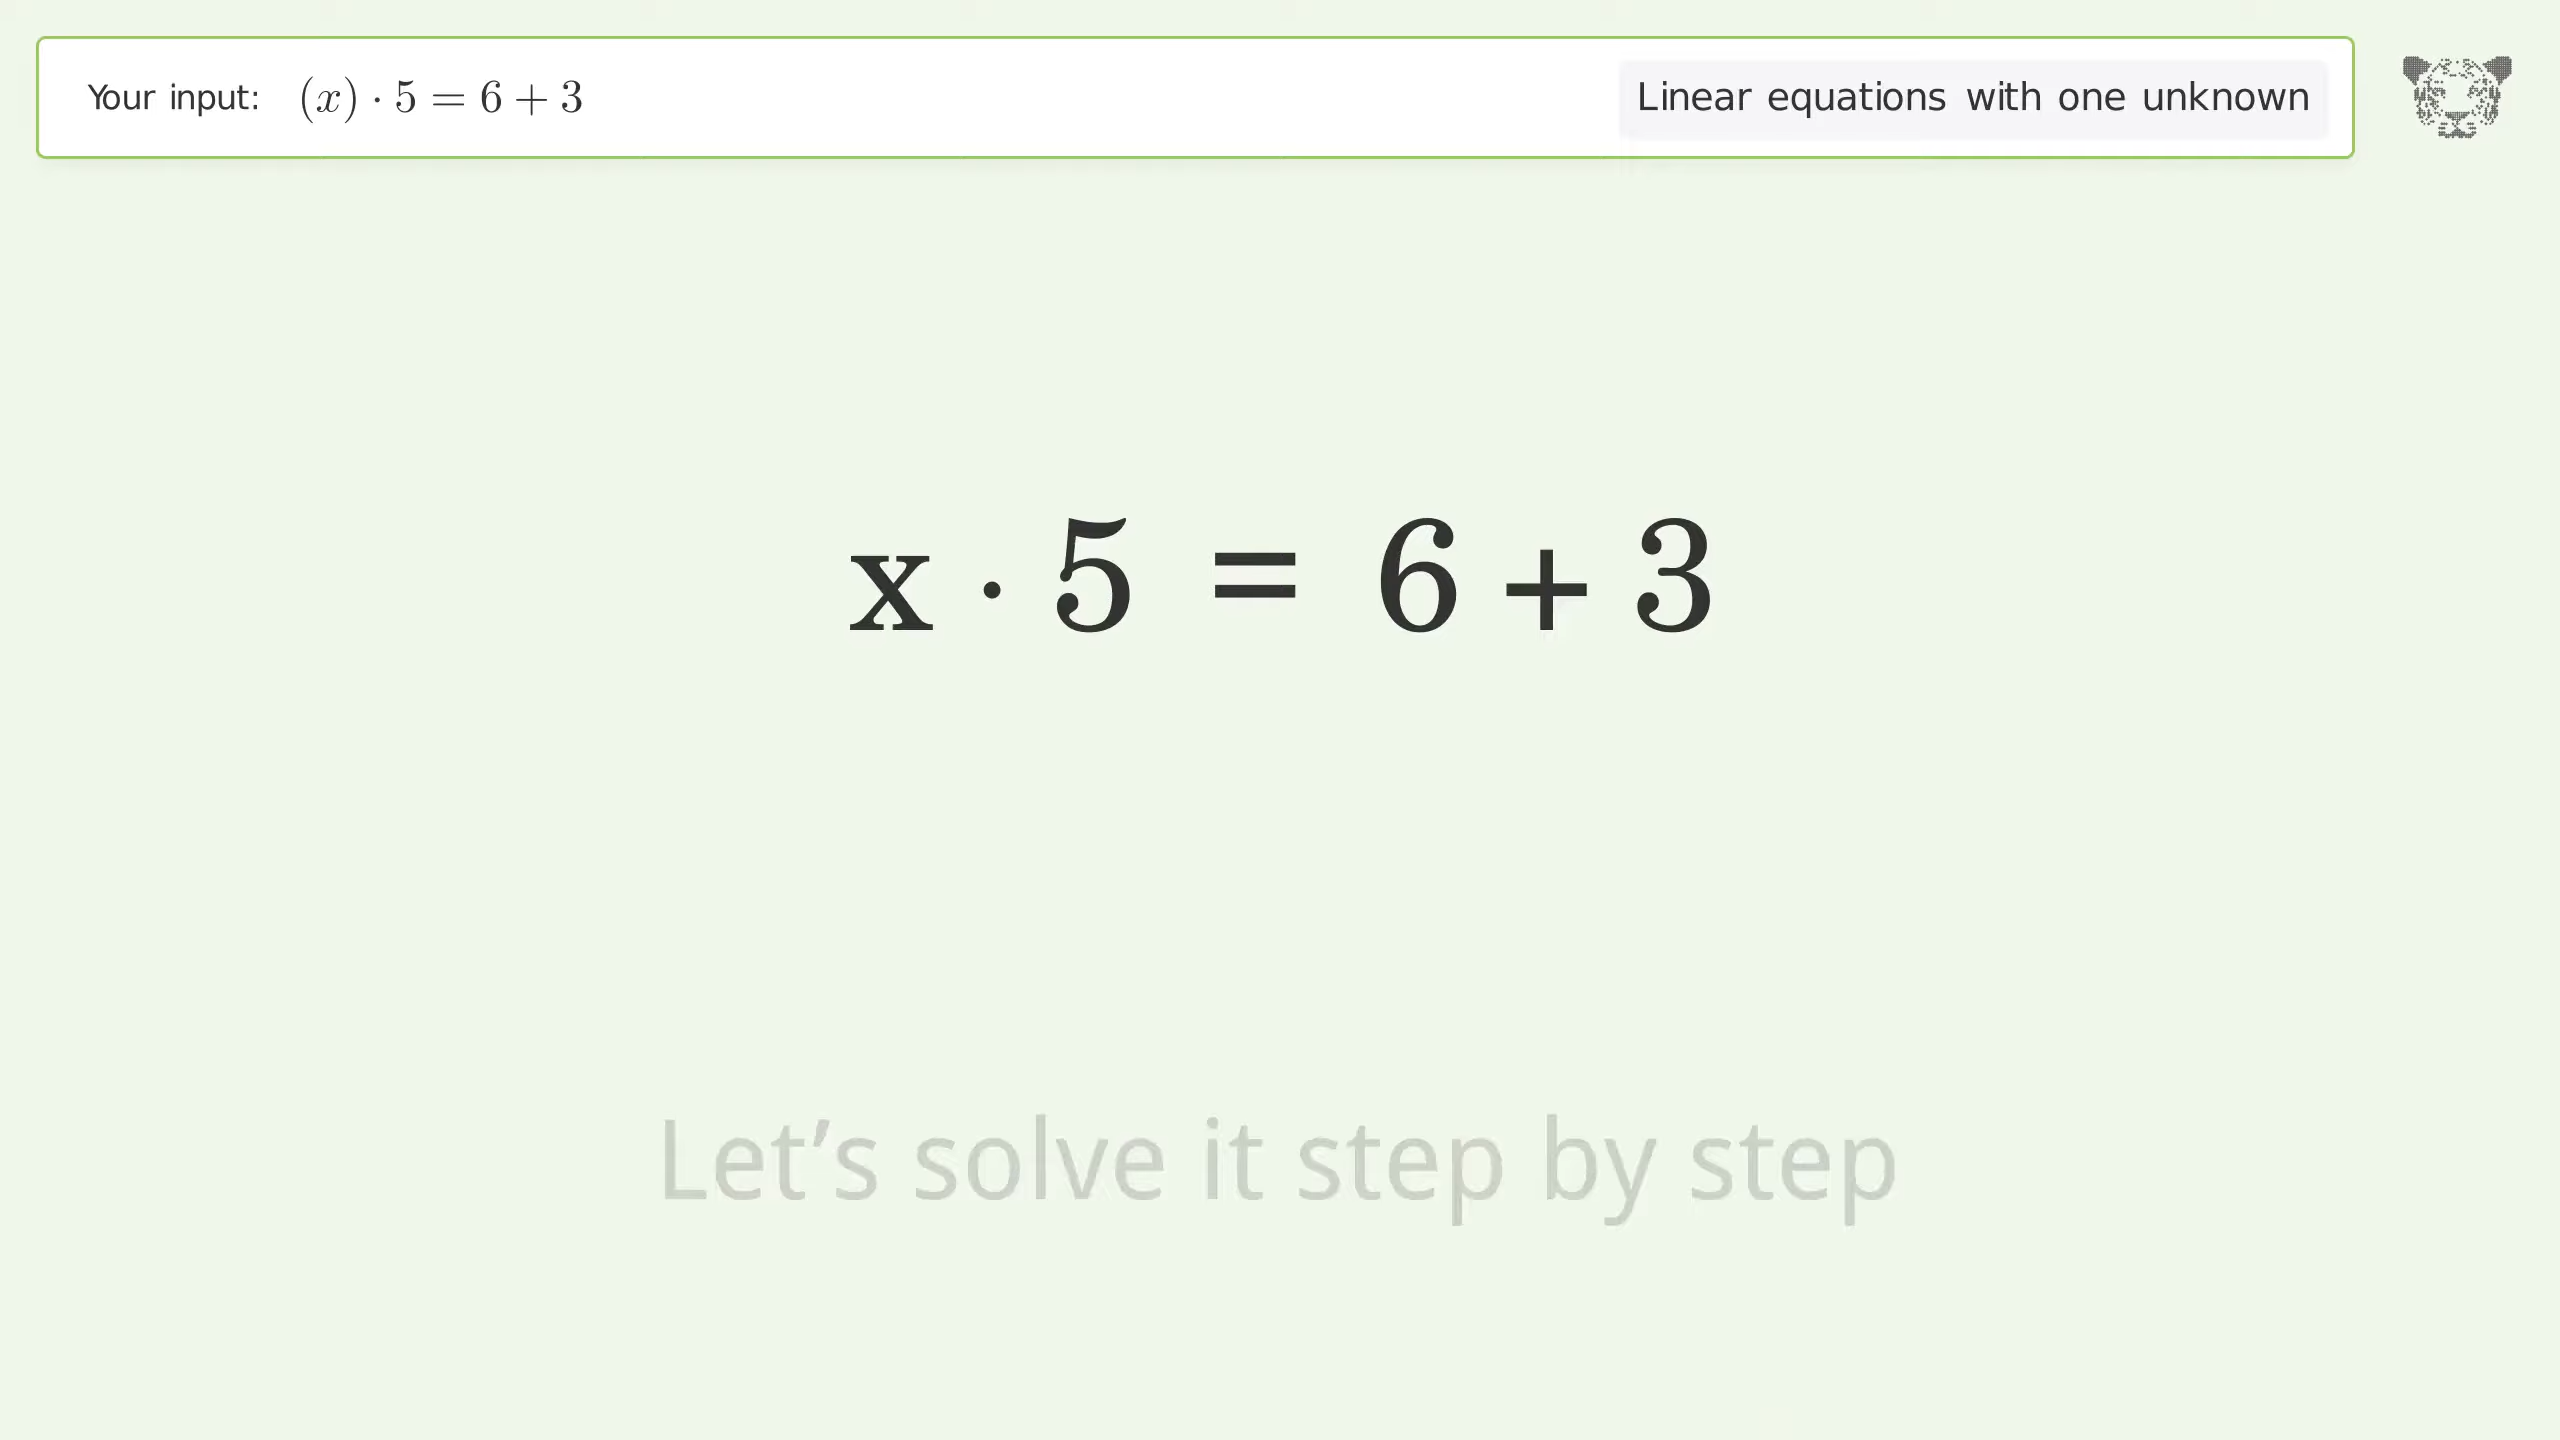 Your input: (x) · 5 = 6 + 3
Linear equations with one unknown
x · 5 = 6 + 3
Let’s solve it step by step